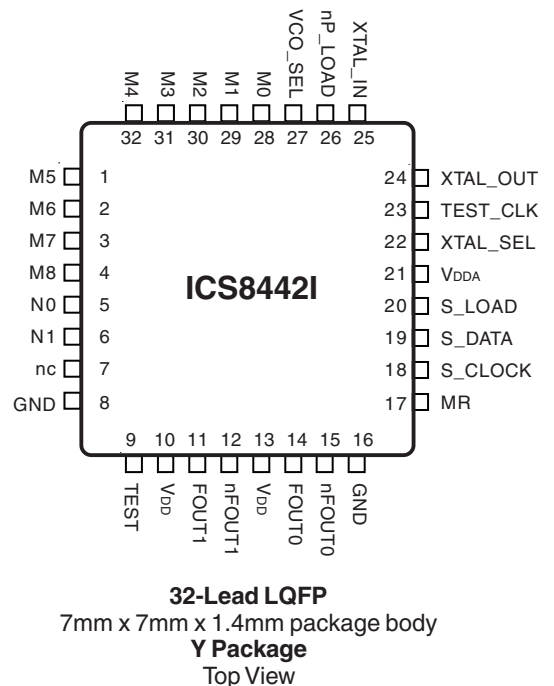 M4 M3 M2 M1 M0 VCO_SEL nP_LOAD XTAL_IN
32 31 30 29 28 27 26 25
M5 1
M6 2
M7 3
M8 4
N0 5
N1 6
nc 7
GND 8
ICS8442I
24 XTAL_OUT
23 TEST_CLK
22 XTAL_SEL
21 VDDA
20 S_LOAD
19 S_DATA
18 S_CLOCK
17 MR
9 10 11 12 13 14 15 16
TEST VDD FOUT1 nFOUT1 VDD FOUT0 nFOUT0 GND
32-Lead LQFP
7mm x 7mm x 1.4mm package body
Y Package
Top View